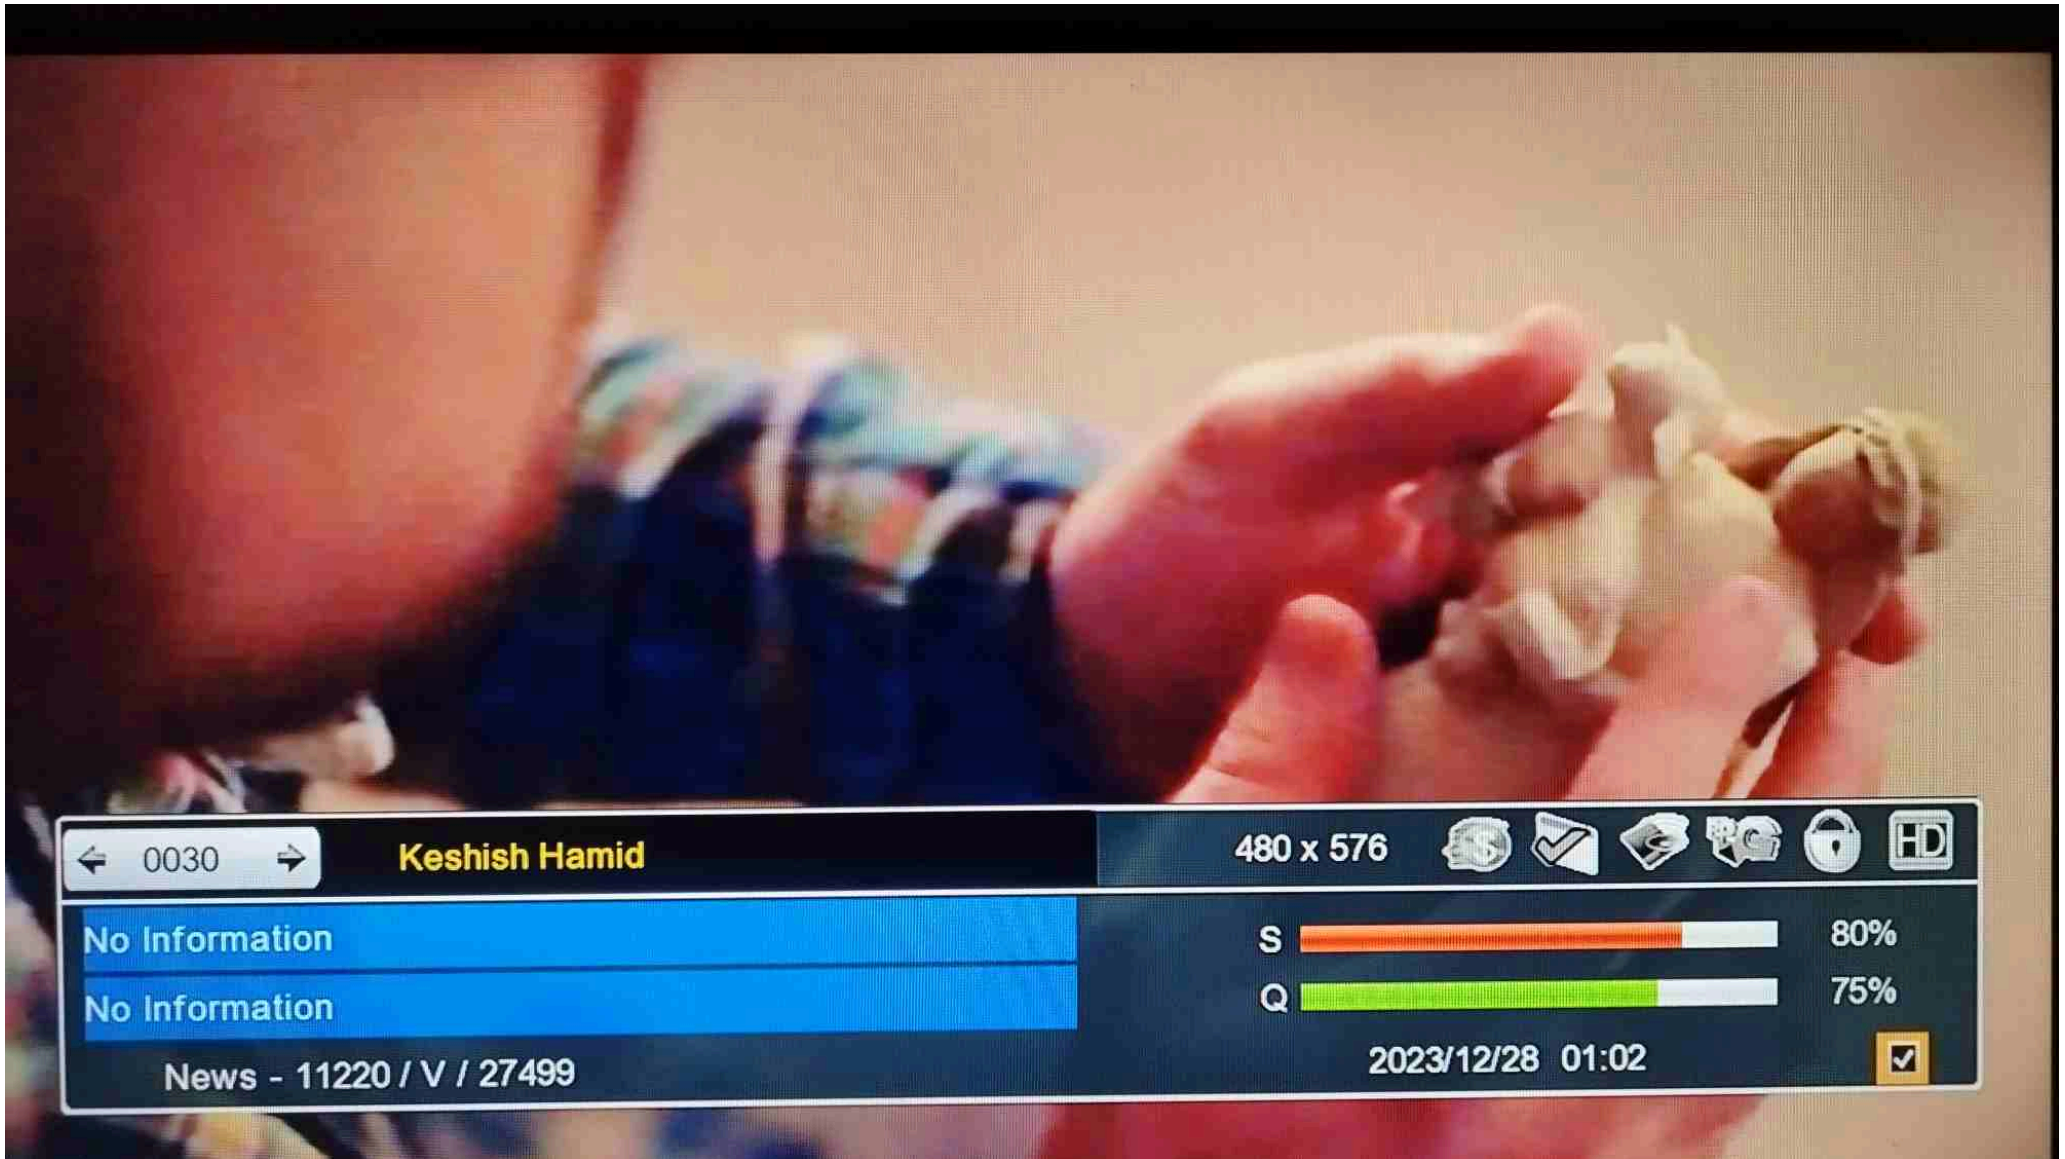 0030
Keshish Hamid
480 x 576
HD
No Information
S 80%
No Information
Q 75%
News - 11220 / V / 27499
2023/12/28 01:02